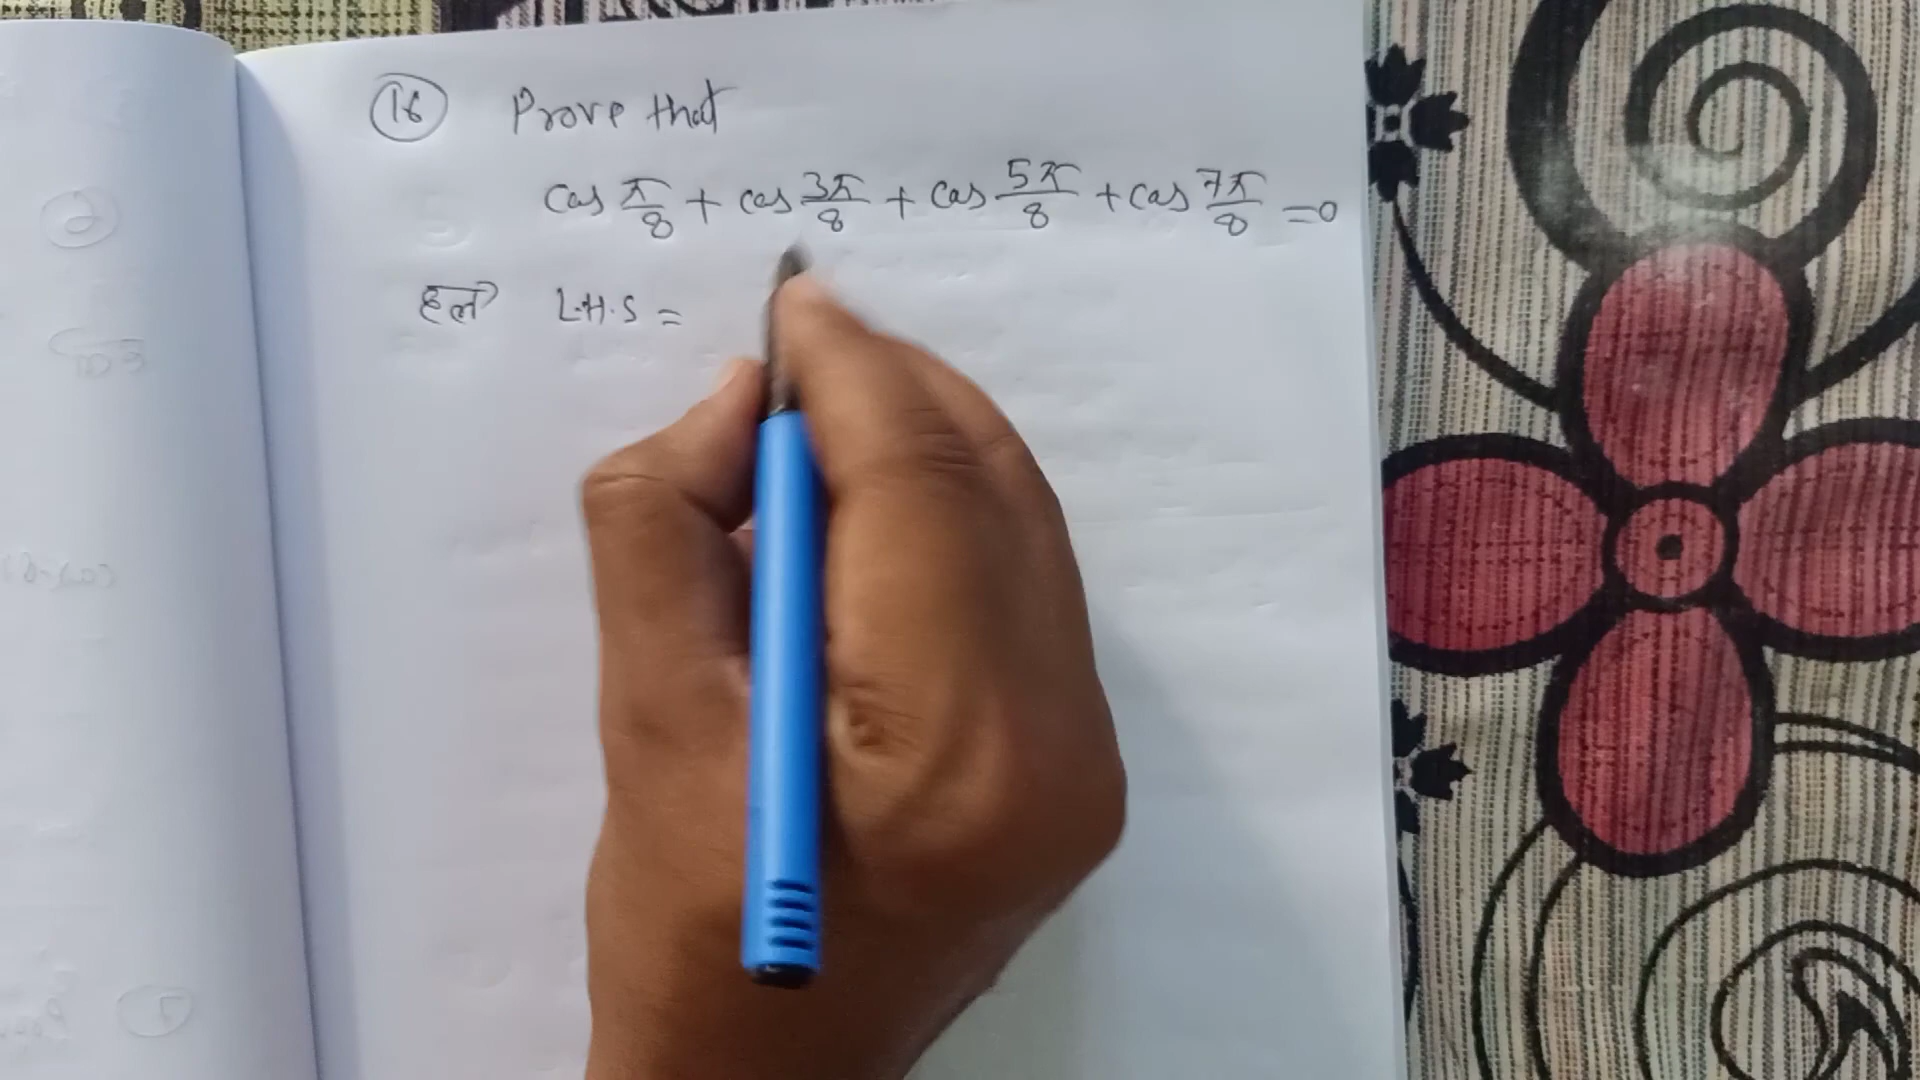 16 Prove that
cos π/8 + cos 3π/8 + cos 5π/8 + cos 7π/8 = 0
हल L.H.S =